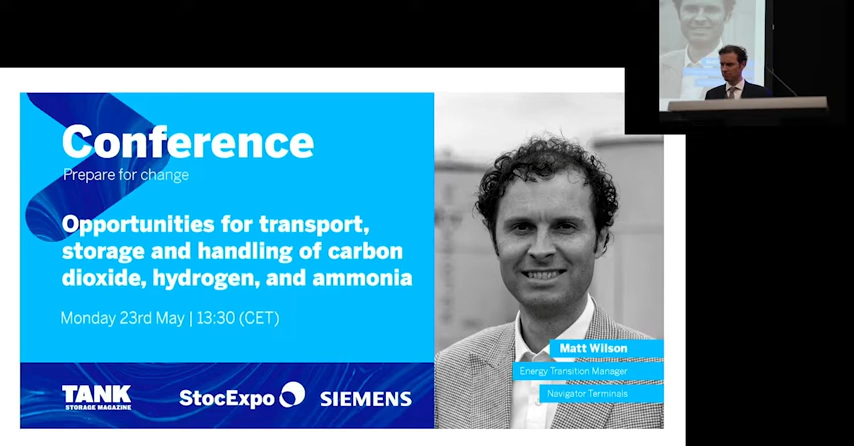 Conference
Prepare for change
Opportunities for transport,
storage and handling of carbon
dioxide, hydrogen, and ammonia
Monday 23rd May | 13:30 (CET)
Matt Wilson
Energy Transition Manager
Navigator Terminals
TANK
STORAGE MAGAZINE
StocExpo
SIEMENS